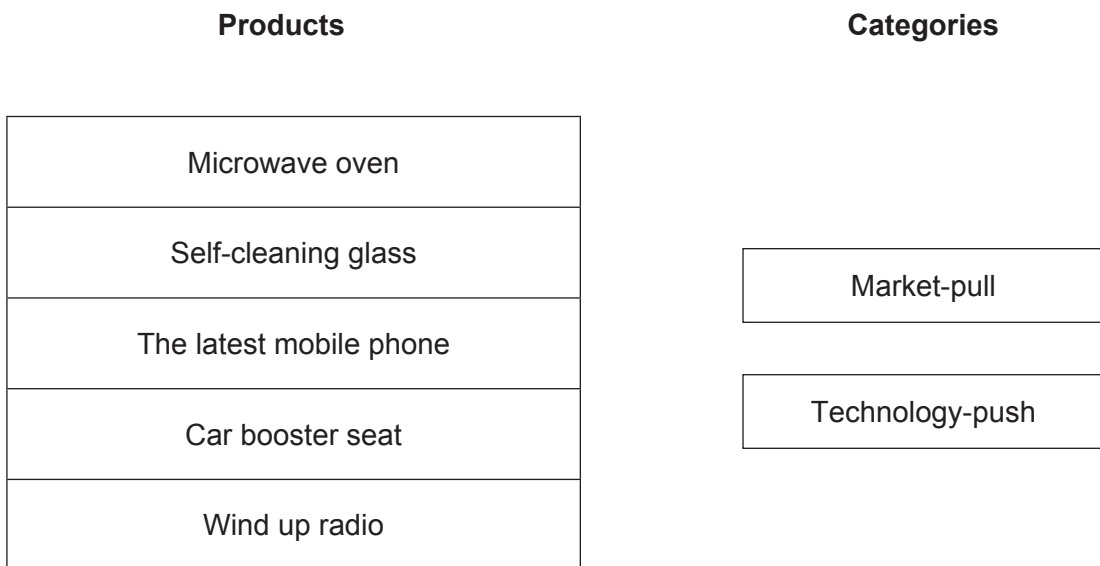 Products
Categories
Microwave oven
Self-cleaning glass
The latest mobile phone
Car booster seat
Wind up radio
Market-pull
Technology-push